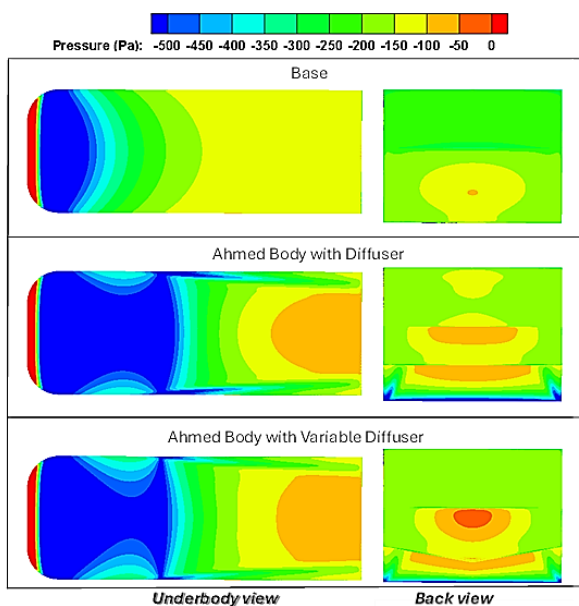 Pressure (Pa): -500 -450 -400 -350 -300 -250 -200 -150 -100 -50 0
Base
Ahmed Body with Diffuser
Ahmed Body with Variable Diffuser
Underbody view Back view